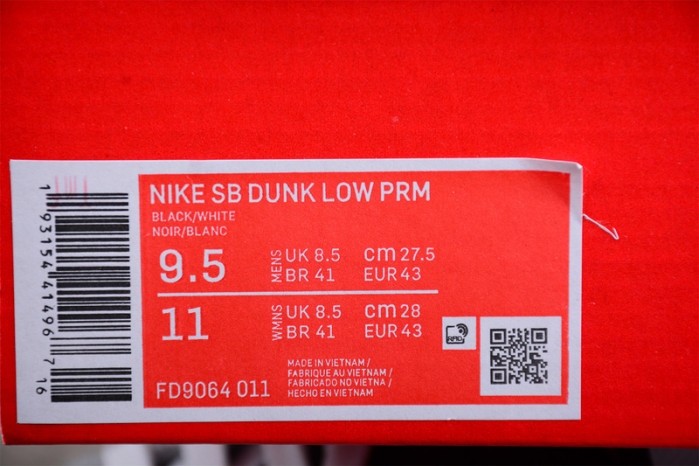 NIKE SB DUNK LOW PRM
BLACK/WHITE
NOIR/BLANC
9.5 MENS UK 8.5 cm 27.5
BR 41 EUR 43
11 WMNS UK 8.5 cm 28
BR 41 EUR 43
FD9064 011
MADE IN VIETNAM /
FABRIQUE AU VIETNAM /
FABRICADO NO VIETNA /
HECHO EN VIETNAM
1 93154 41496 7 16